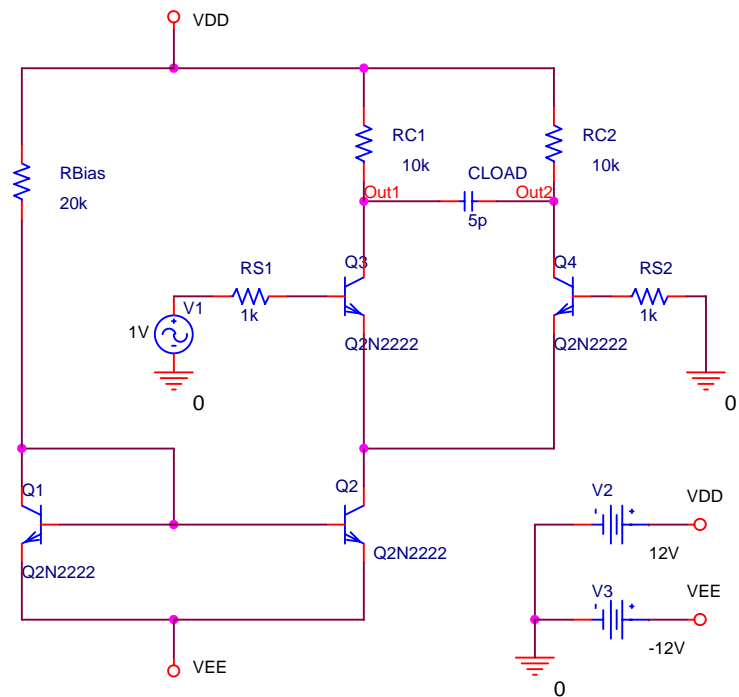 VDD
RBias
20k
RC1
10k
RC2
10k
CLOAD
Out1
Out2
5p
RS1
1k
V1
1V
0
Q3
Q2N2222
Q4
Q2N2222
RS2
1k
0
Q1
Q2N2222
Q2
Q2N2222
VEE
V2
VDD
12V
V3
VEE
-12V
0